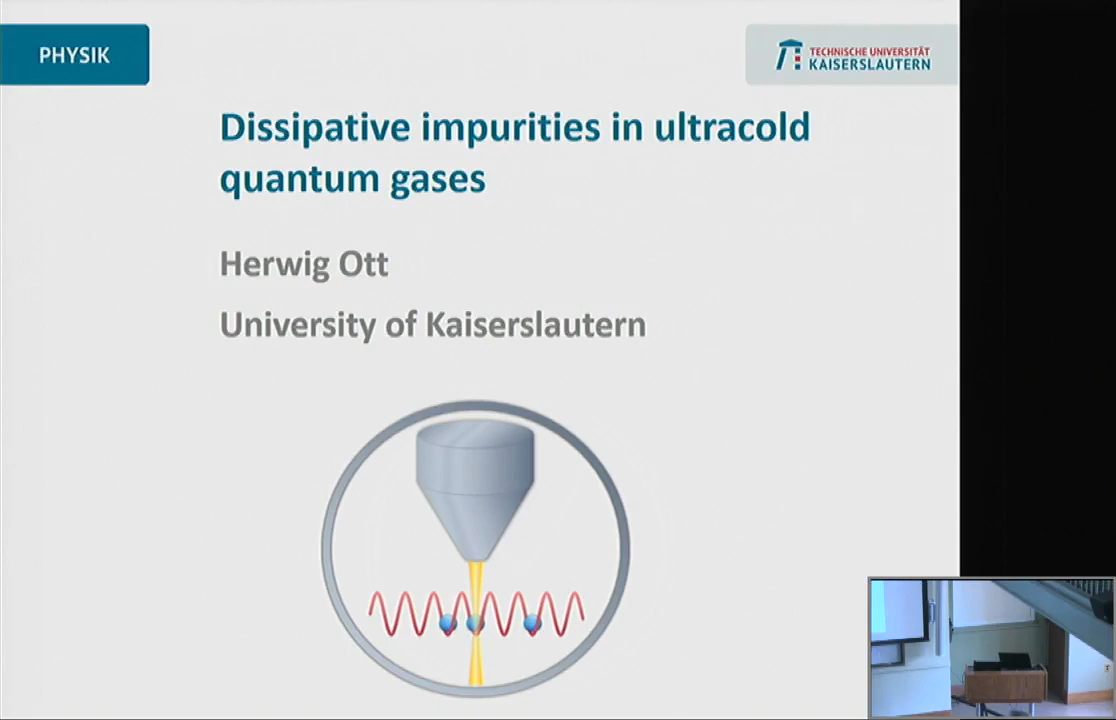 PHYSIK
TECHNISCHE UNIVERSITÄT
KAISERSLAUTERN
Dissipative impurities in ultracold
quantum gases
Herwig Ott
University of Kaiserslautern